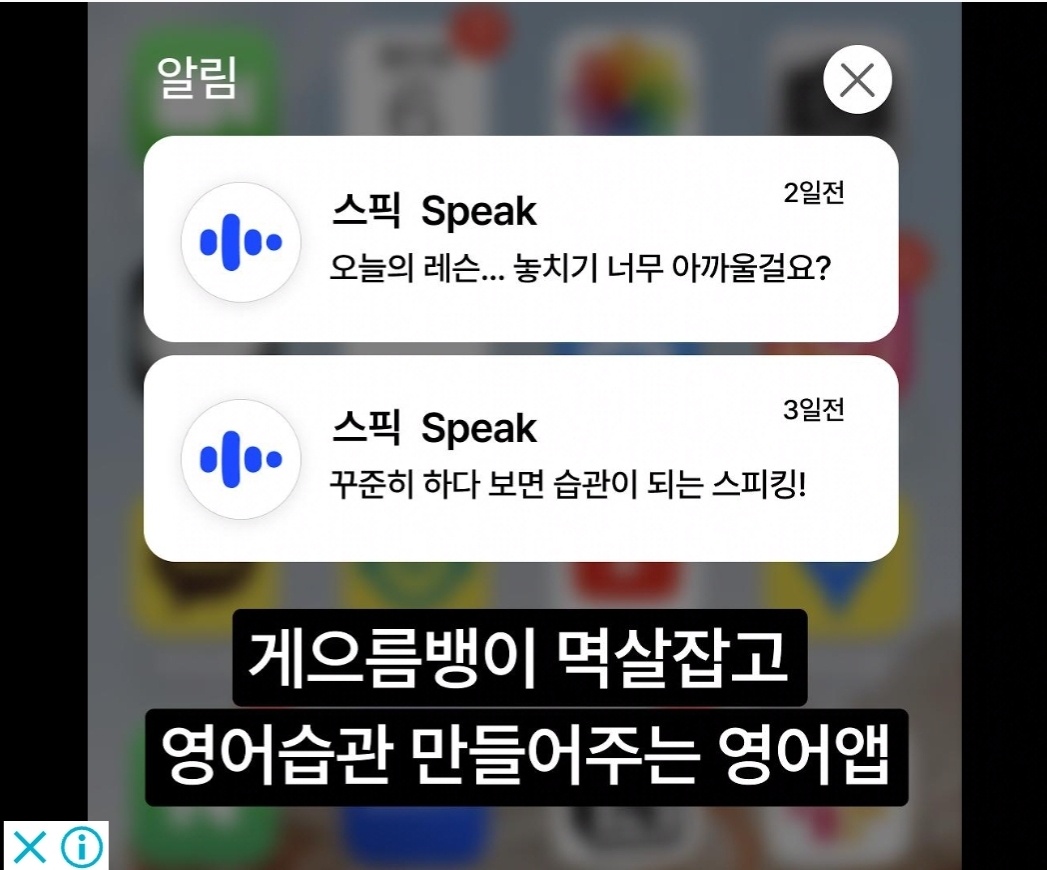 알림
스픽 Speak
2일전
오늘의 레슨... 놓치기 너무 아까울걸요?
스픽 Speak
3일전
꾸준히 하다 보면 습관이 되는 스피킹!
게으름뱅이 멱살잡고
영어습관 만들어주는 영어앱